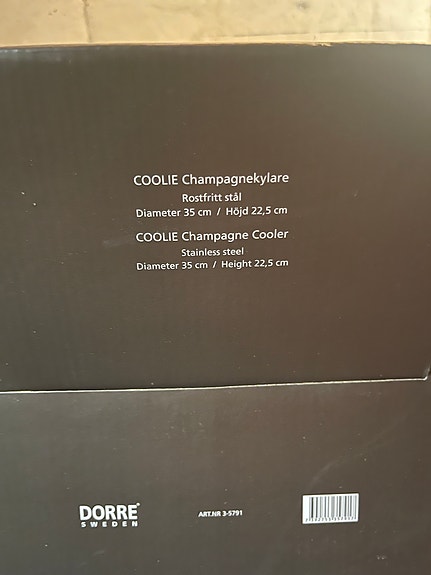 COOLIE Champagnekylare
Rostfritt stål
Diameter 35 cm / Höjd 22,5 cm
COOLIE Champagne Cooler
Stainless steel
Diameter 35 cm / Height 22,5 cm
DORRE®
SWEDEN
ART.NR 3-5791